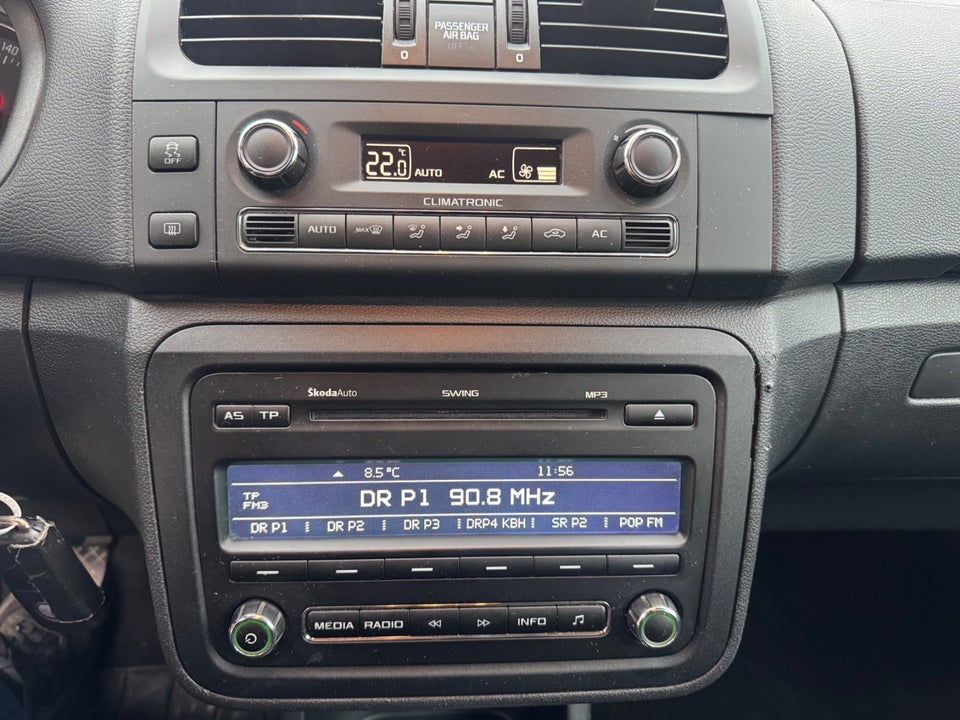 140
PASSENGER
AIR BAG
OFF
0
0
OFF
22.0 °C AUTO AC
CLIMATRONIC
AUTO MAX AC
ŠkodaAuto SWING MP3
AS TP
8.5 °C 11:56
TP
FM3
DR P1 90.8 MHz
DR P1 DR P2 DR P3 DRP4 KBH SR P2 POP FM
MEDIA RADIO INFO